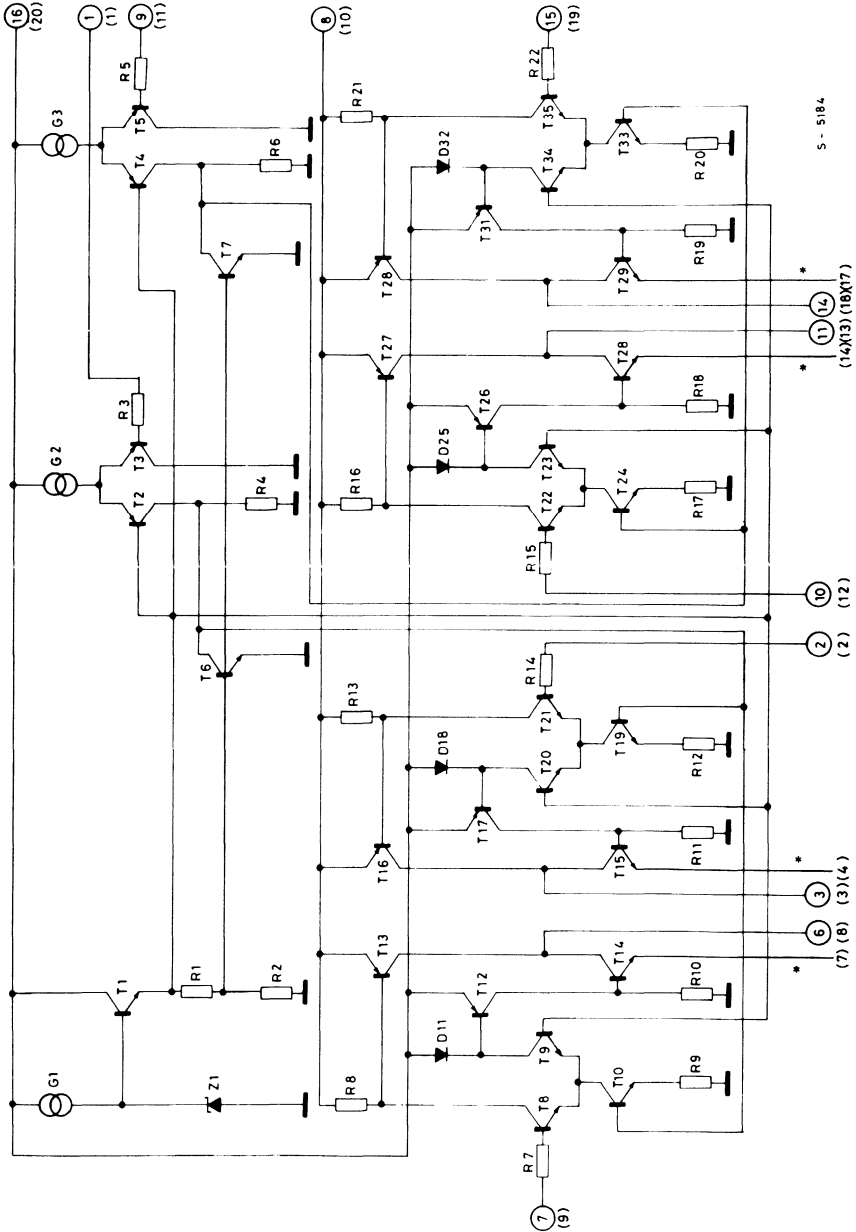 16
(20)
1
(1)
9
(11)
8
(10)
15
(19)
G3
R5
T4
T5
R6
T7
G2
R3
T2
T3
R4
T6
G1
T1
Z1
R1
R2
R22
R21
T35
D32
T34
T33
R20
T31
R19
T28
T29
*
14
(18)(17)
11
(14)(13)
T27
T28
*
T26
R18
D25
R16
T23
T22
T24
R17
R15
10
(12)
2
(2)
R14
R13
T21
D18
T20
T19
R12
T17
R11
T16
T15
*
3
(3)(4)
6
(7)(8)
T13
T14
*
T12
R10
D11
R8
T9
T8
T10
R9
R7
7
(9)
S - 5184